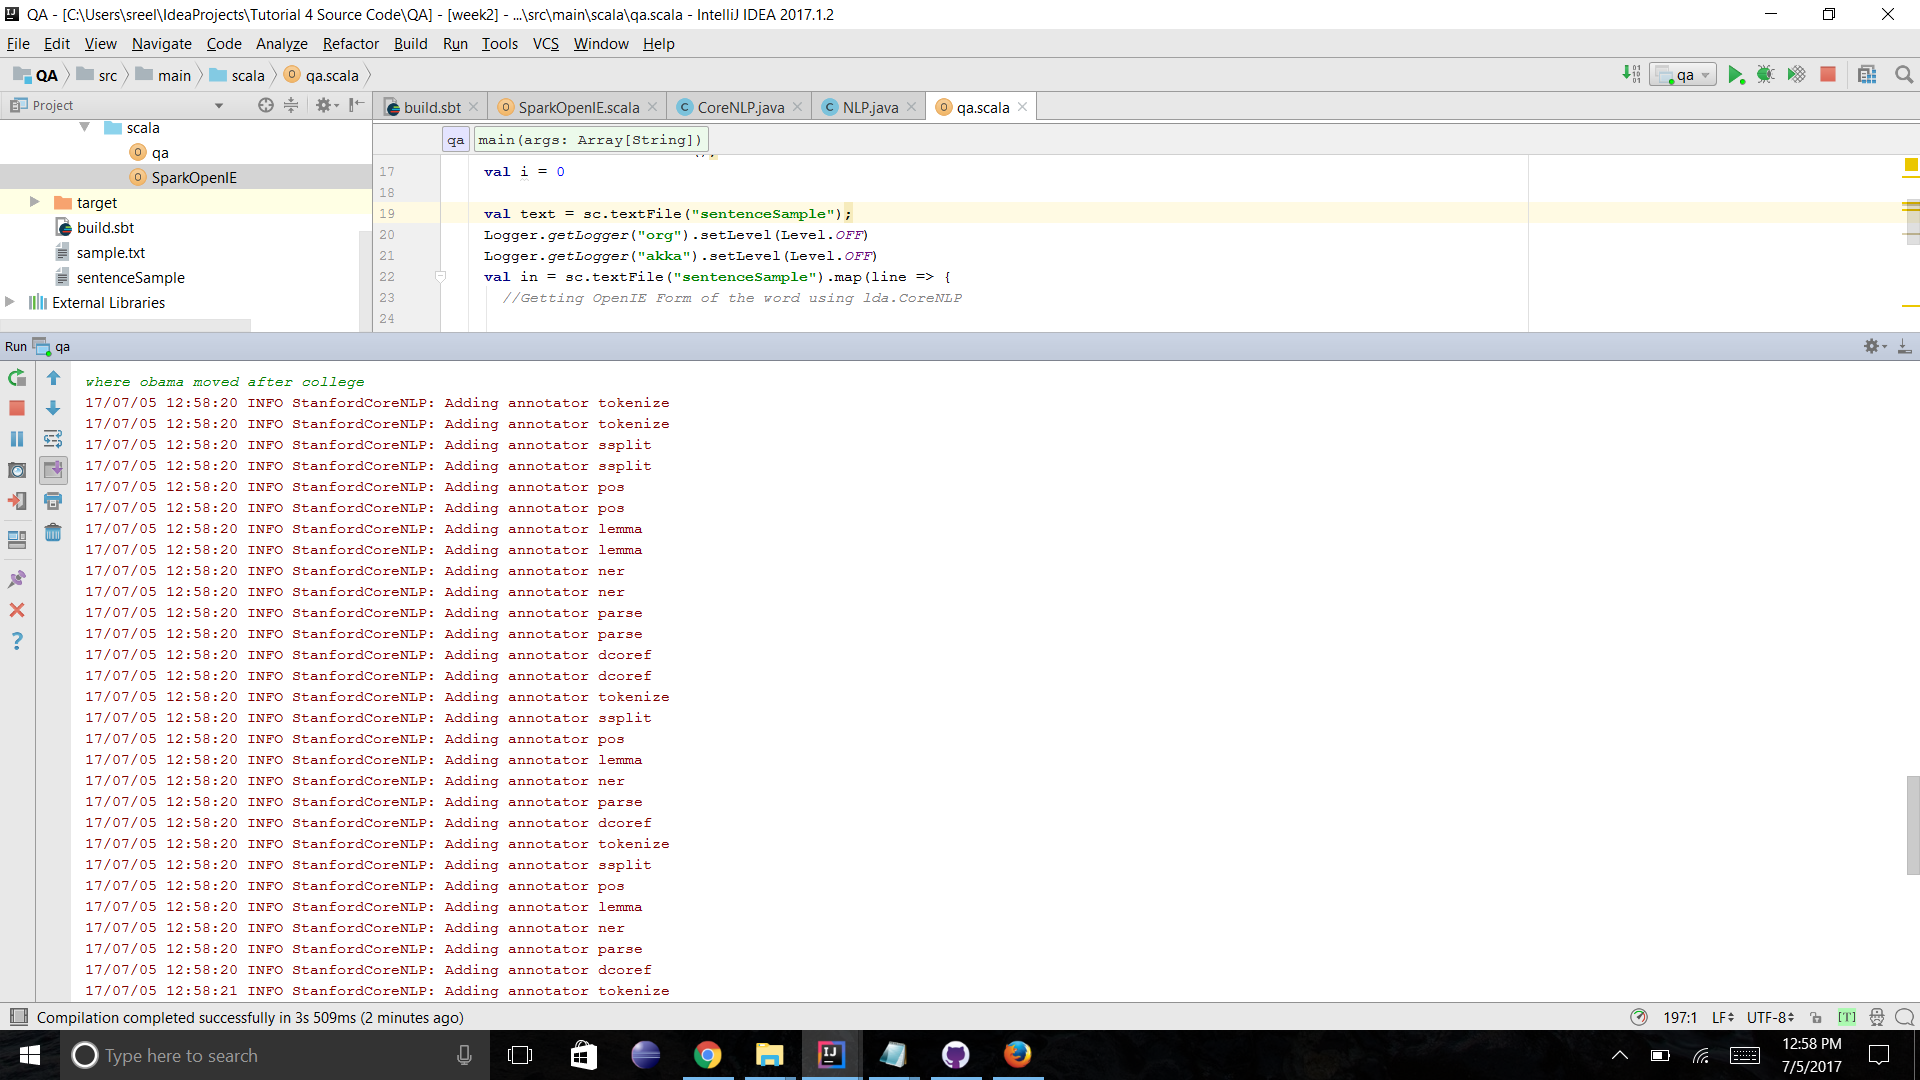 QA - [C:\Users\sreel\IdeaProjects\Tutorial 4 Source Code\QA] - [week2] - ...\src\main\scala\qa.scala - IntelliJ IDEA 2017.1.2
File Edit View Navigate Code Analyze Refactor Build Run Tools VCS Window Help
QA src main scala qa.scala
qa
Project
build.sbt SparkOpenIE.scala CoreNLP.java NLP.java qa.scala
scala
qa
SparkOpenIE
target
build.sbt
sample.txt
sentenceSample
External Libraries
qa main(args: Array[String])
17 val i = 0
18
19 val text = sc.textFile("sentenceSample");
20 Logger.getLogger("org").setLevel(Level.OFF)
21 Logger.getLogger("akka").setLevel(Level.OFF)
22 val in = sc.textFile("sentenceSample").map(line => {
23 //Getting OpenIE Form of the word using lda.CoreNLP
24
Run qa
where obama moved after college
17/07/05 12:58:20 INFO StanfordCoreNLP: Adding annotator tokenize
17/07/05 12:58:20 INFO StanfordCoreNLP: Adding annotator tokenize
17/07/05 12:58:20 INFO StanfordCoreNLP: Adding annotator ssplit
17/07/05 12:58:20 INFO StanfordCoreNLP: Adding annotator ssplit
17/07/05 12:58:20 INFO StanfordCoreNLP: Adding annotator pos
17/07/05 12:58:20 INFO StanfordCoreNLP: Adding annotator pos
17/07/05 12:58:20 INFO StanfordCoreNLP: Adding annotator lemma
17/07/05 12:58:20 INFO StanfordCoreNLP: Adding annotator lemma
17/07/05 12:58:20 INFO StanfordCoreNLP: Adding annotator ner
17/07/05 12:58:20 INFO StanfordCoreNLP: Adding annotator ner
17/07/05 12:58:20 INFO StanfordCoreNLP: Adding annotator parse
17/07/05 12:58:20 INFO StanfordCoreNLP: Adding annotator parse
17/07/05 12:58:20 INFO StanfordCoreNLP: Adding annotator dcoref
17/07/05 12:58:20 INFO StanfordCoreNLP: Adding annotator dcoref
17/07/05 12:58:20 INFO StanfordCoreNLP: Adding annotator tokenize
17/07/05 12:58:20 INFO StanfordCoreNLP: Adding annotator ssplit
17/07/05 12:58:20 INFO StanfordCoreNLP: Adding annotator pos
17/07/05 12:58:20 INFO StanfordCoreNLP: Adding annotator lemma
17/07/05 12:58:20 INFO StanfordCoreNLP: Adding annotator ner
17/07/05 12:58:20 INFO StanfordCoreNLP: Adding annotator parse
17/07/05 12:58:20 INFO StanfordCoreNLP: Adding annotator dcoref
17/07/05 12:58:20 INFO StanfordCoreNLP: Adding annotator tokenize
17/07/05 12:58:20 INFO StanfordCoreNLP: Adding annotator ssplit
17/07/05 12:58:20 INFO StanfordCoreNLP: Adding annotator pos
17/07/05 12:58:20 INFO StanfordCoreNLP: Adding annotator lemma
17/07/05 12:58:20 INFO StanfordCoreNLP: Adding annotator ner
17/07/05 12:58:20 INFO StanfordCoreNLP: Adding annotator parse
17/07/05 12:58:20 INFO StanfordCoreNLP: Adding annotator dcoref
17/07/05 12:58:21 INFO StanfordCoreNLP: Adding annotator tokenize
Compilation completed successfully in 3s 509ms (2 minutes ago)
197:1 LF UTF-8 [T]
Type here to search
12:58 PM
7/5/2017